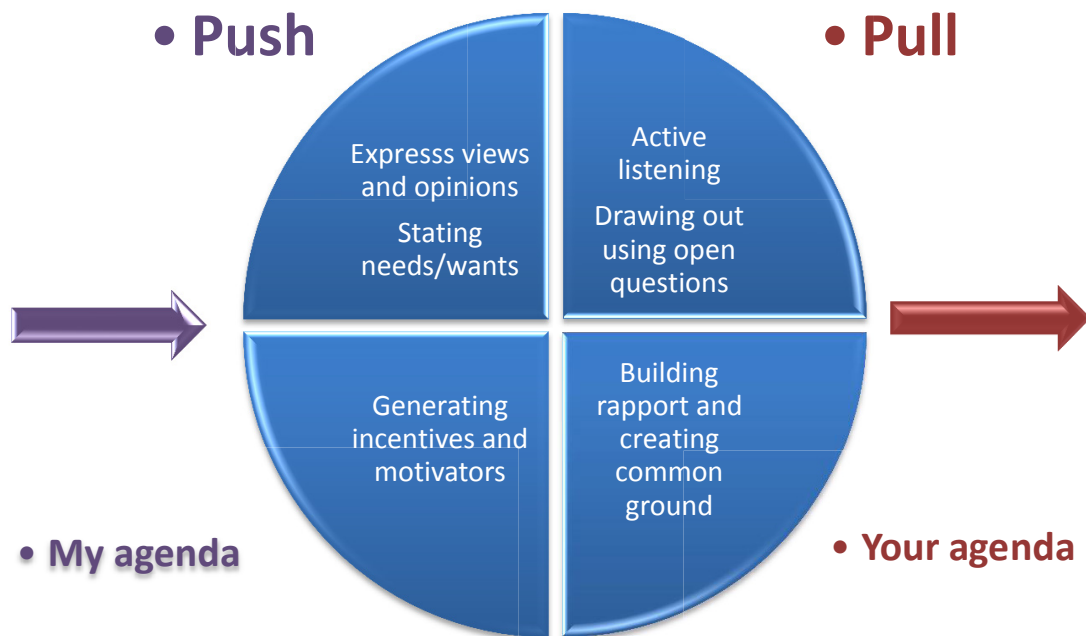 • Push
• Pull
Expresss views
and opinions
Stating
needs/wants
Active
listening
Drawing out
using open
questions
Generating
incentives and
motivators
Building
rapport and
creating
common
ground
• My agenda
• Your agenda